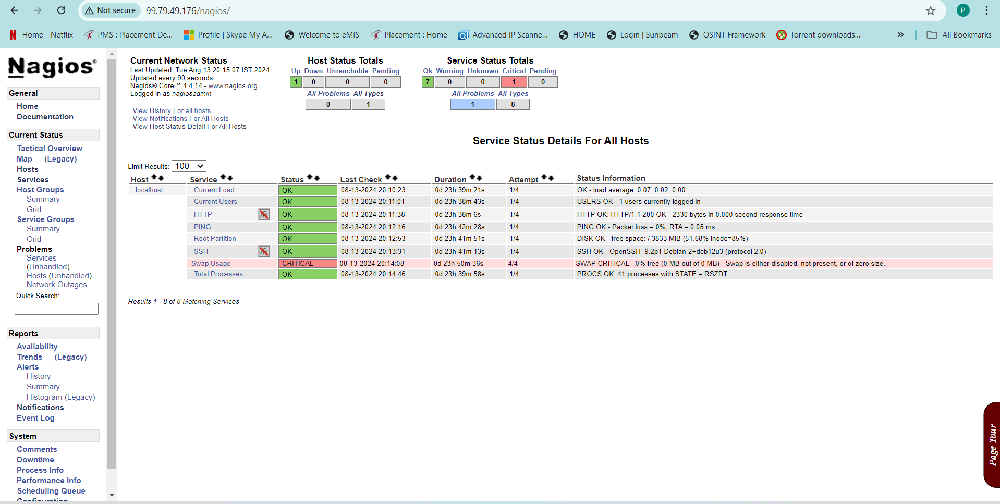 Not secure 99.79.49.176/nagios/ P
Home - Netflix PMS : Placement De... Profile | Skype My A... Welcome to eMIS Placement : Home Advanced IP Scanne... HOME Login | Sunbeam OSINT Framework Torrent downloads... » All Bookmarks
Nagios®
General
Home
Documentation
Current Status
Tactical Overview
Map (Legacy)
Hosts
Services
Host Groups
Summary
Grid
Service Groups
Summary
Grid
Problems
Services
(Unhandled)
Hosts (Unhandled)
Network Outages
Quick Search:
Reports
Availability
Trends (Legacy)
Alerts
History
Summary
Histogram (Legacy)
Notifications
Event Log
System
Comments
Downtime
Process Info
Performance Info
Scheduling Queue
Configuration
Current Network Status
Last Updated: Tue Aug 13 20:15:07 IST 2024
Updated every 90 seconds
Nagios® Core™ 4.4.14 - www.nagios.org
Logged in as nagiosadmin
View History For all hosts
View Notifications For All Hosts
View Host Status Detail For All Hosts
Host Status Totals
Up Down Unreachable Pending
1 0 0 0
All Problems All Types
0 1
Service Status Totals
Ok Warning Unknown Critical Pending
7 0 0 1 0
All Problems All Types
1 8
Service Status Details For All Hosts
Limit Results: 100
Host Service Status Last Check Duration Attempt Status Information
localhost Current Load OK 08-13-2024 20:10:23 0d 23h 39m 21s 1/4 OK - load average: 0.07, 0.02, 0.00
Current Users OK 08-13-2024 20:11:01 0d 23h 38m 43s 1/4 USERS OK - 1 users currently logged in
HTTP OK 08-13-2024 20:11:38 0d 23h 38m 6s 1/4 HTTP OK: HTTP/1.1 200 OK - 2330 bytes in 0.000 second response time
PING OK 08-13-2024 20:12:16 0d 23h 42m 28s 1/4 PING OK - Packet loss = 0%, RTA = 0.05 ms
Root Partition OK 08-13-2024 20:12:53 0d 23h 41m 51s 1/4 DISK OK - free space: / 3833 MiB (51.68% inode=85%):
SSH OK 08-13-2024 20:13:31 0d 23h 41m 13s 1/4 SSH OK - OpenSSH_9.2p1 Debian-2+deb12u3 (protocol 2.0)
Swap Usage CRITICAL 08-13-2024 20:14:08 0d 23h 50m 36s 4/4 SWAP CRITICAL - 0% free (0 MB out of 0 MB) - Swap is either disabled, not present, or of zero size.
Total Processes OK 08-13-2024 20:14:46 0d 23h 39m 58s 1/4 PROCS OK: 41 processes with STATE = RSZDT
Results 1 - 8 of 8 Matching Services
Page Tour